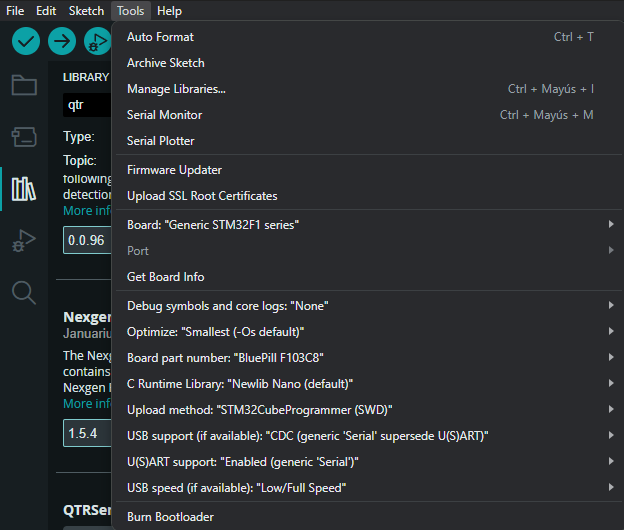 File Edit Sketch Tools Help
LIBRARY
qtr
Type:
Topic:
following
detection
More info
0.0.96
Nexgen
Januariu
The Nexg
contains
Nexgen
More info
1.5.4
QTRSen
Auto Format Ctrl + T
Archive Sketch
Manage Libraries... Ctrl + Mayús + I
Serial Monitor Ctrl + Mayús + M
Serial Plotter
Firmware Updater
Upload SSL Root Certificates
Board: "Generic STM32F1 series"
Port
Get Board Info
Debug symbols and core logs: "None"
Optimize: "Smallest (-Os default)"
Board part number: "BluePill F103C8"
C Runtime Library: "Newlib Nano (default)"
Upload method: "STM32CubeProgrammer (SWD)"
USB support (if available): "CDC (generic 'Serial' supersede U(S)ART)"
U(S)ART support: "Enabled (generic 'Serial')"
USB speed (if available): "Low/Full Speed"
Burn Bootloader